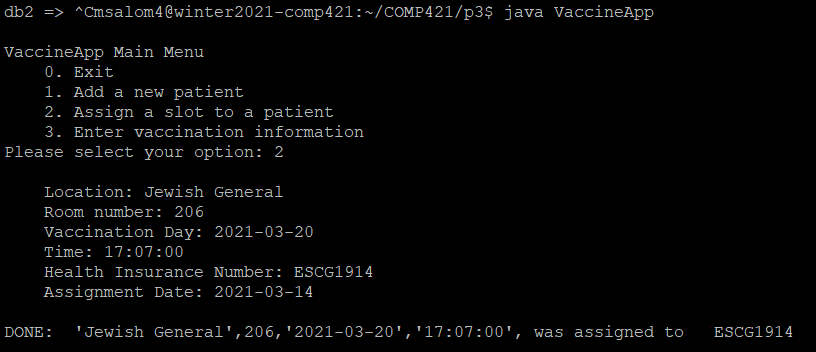 db2 => ^Cmsalom4@winter2021-comp421:~/COMP421/p3$ java VaccineApp
VaccineApp Main Menu
0. Exit
1. Add a new patient
2. Assign a slot to a patient
3. Enter vaccination information
Please select your option: 2
Location: Jewish General
Room number: 206
Vaccination Day: 2021-03-20
Time: 17:07:00
Health Insurance Number: ESCG1914
Assignment Date: 2021-03-14
DONE:  'Jewish General',206,'2021-03-20','17:07:00', was assigned to   ESCG1914